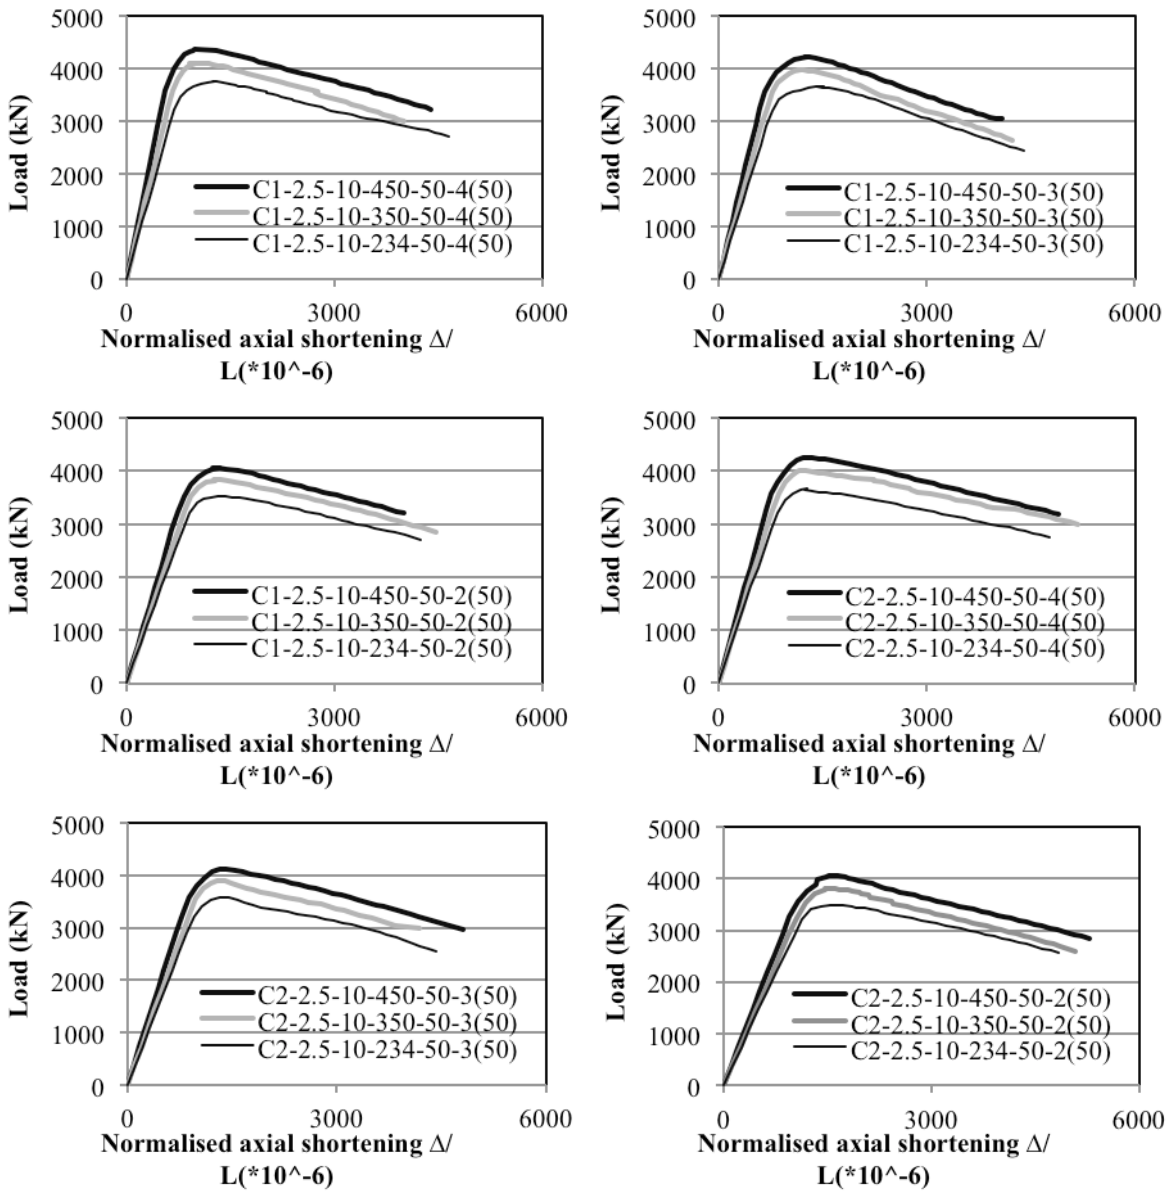 5000
4000
3000
2000
1000
0
Load (kN)
C1-2.5-10-450-50-4(50)
C1-2.5-10-350-50-4(50)
C1-2.5-10-234-50-4(50)
0 3000 6000
Normalised axial shortening Δ/
L(*10^-6)
5000
4000
3000
2000
1000
0
Load (kN)
C1-2.5-10-450-50-3(50)
C1-2.5-10-350-50-3(50)
C1-2.5-10-234-50-3(50)
0 3000 6000
Normalised axial shortening Δ/
L(*10^-6)
5000
4000
3000
2000
1000
0
Load (kN)
C1-2.5-10-450-50-2(50)
C1-2.5-10-350-50-2(50)
C1-2.5-10-234-50-2(50)
0 3000 6000
Normalised axial shortening Δ/
L(*10^-6)
5000
4000
3000
2000
1000
0
Load (kN)
C2-2.5-10-450-50-4(50)
C2-2.5-10-350-50-4(50)
C2-2.5-10-234-50-4(50)
0 3000 6000
Normalised axial shortening Δ/
L(*10^-6)
5000
4000
3000
2000
1000
0
Load (kN)
C2-2.5-10-450-50-3(50)
C2-2.5-10-350-50-3(50)
C2-2.5-10-234-50-3(50)
0 3000 6000
Normalised axial shortening Δ/
L(*10^-6)
5000
4000
3000
2000
1000
0
Load (kN)
C2-2.5-10-450-50-2(50)
C2-2.5-10-350-50-2(50)
C2-2.5-10-234-50-2(50)
0 3000 6000
Normalised axial shortening Δ/
L(*10^-6)